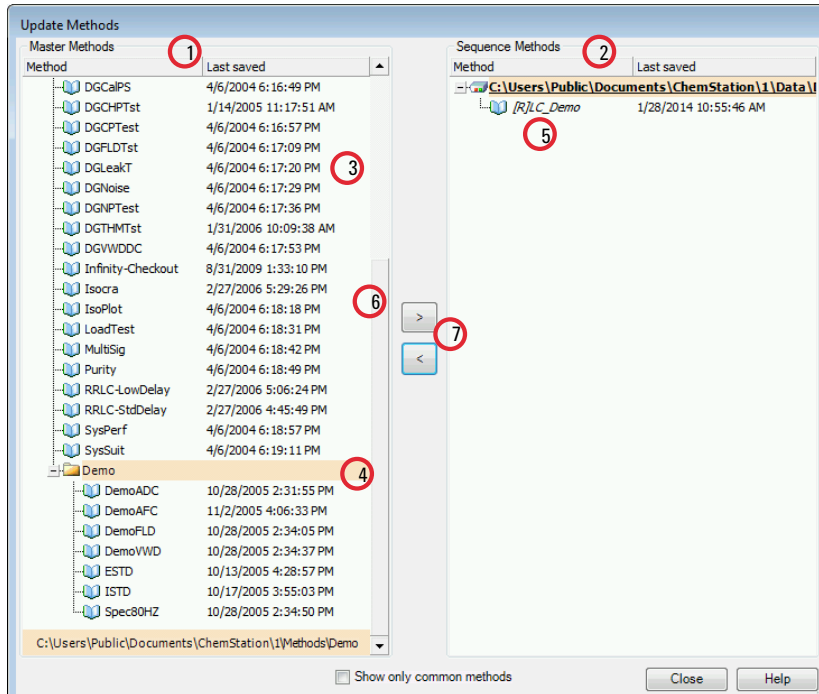 Update Methods
Master Methods 1
Method Last saved
DGCalPS 4/6/2004 6:16:49 PM
DGCHPTst 1/14/2005 11:17:51 AM
DGCPTest 4/6/2004 6:16:57 PM
DGFLDTst 4/6/2004 6:17:09 PM
DGLeakT 4/6/2004 6:17:20 PM 3
DGNoise 4/6/2004 6:17:29 PM
DGNPTest 4/6/2004 6:17:36 PM
DGTHMTst 1/31/2006 10:09:38 AM
DGVWDDC 4/6/2004 6:17:53 PM
Infinity-Checkout 8/31/2009 1:33:10 PM
Isocra 2/27/2006 5:29:26 PM
6
IsoPlot 4/6/2004 6:18:18 PM
LoadTest 4/6/2004 6:18:31 PM
MultiSig 4/6/2004 6:18:42 PM
Purity 4/6/2004 6:18:49 PM
RRLC-LowDelay 2/27/2006 5:06:24 PM
RRLC-StdDelay 2/27/2006 4:45:49 PM
SysPerf 4/6/2004 6:18:57 PM
SysSuit 4/6/2004 6:19:11 PM
Demo 4
DemoADC 10/28/2005 2:31:55 PM
DemoAFC 11/2/2005 4:06:33 PM
DemoFLD 10/28/2005 2:34:05 PM
DemoVWD 10/28/2005 2:34:37 PM
ESTD 10/13/2005 4:28:57 PM
ISTD 10/17/2005 3:55:03 PM
Spec80HZ 10/28/2005 2:34:50 PM
C:\Users\Public\Documents\ChemStation\1\Methods\Demo
>
7
<
Sequence Methods 2
Method Last saved
C:\Users\Public\Documents\ChemStation\1\Data\
[R]LC_Demo 1/28/2014 10:55:46 AM
5
Show only common methods
Close Help